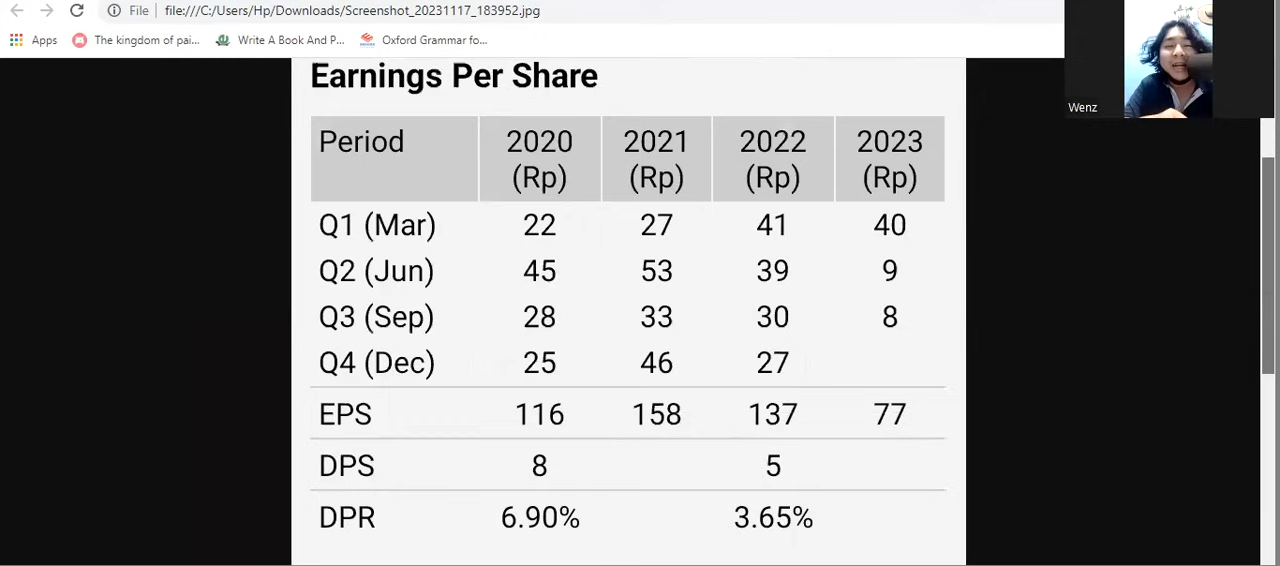 File file:///C:/Users/Hp/Downloads/Screenshot_20231117_183952.jpg
Apps The kingdom of pai... Write A Book And P... Oxford Grammar fo...
Wenz
Earnings Per Share
Period 2020 (Rp) 2021 (Rp) 2022 (Rp) 2023 (Rp)
Q1 (Mar) 22 27 41 40
Q2 (Jun) 45 53 39 9
Q3 (Sep) 28 33 30 8
Q4 (Dec) 25 46 27
EPS 116 158 137 77
DPS 8 5
DPR 6.90% 3.65%